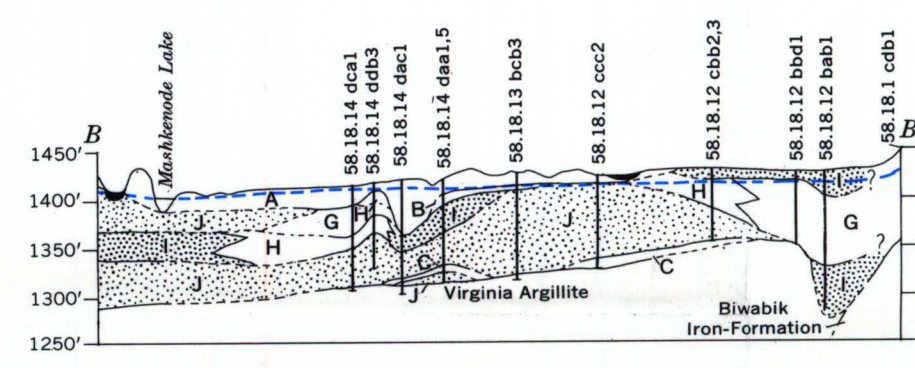 B
Mashkenode Lake
58.18.14 dca1
58.18.14 ddb3
58.18.14 dac1
58.18.14 daa1,5
58.18.13 bcb3
58.18.12 ccc2
58.18.12 cbb2,3
58.18.12 bbd1
58.18.12 bab1
58.18.1 cdb1
B
1450'
1400'
1350'
1300'
1250'
A
J
I
H
J
G
H
B
I
C
J
J
H
C
I
?
G
?
I
Virginia Argillite
Biwabik
Iron-Formation